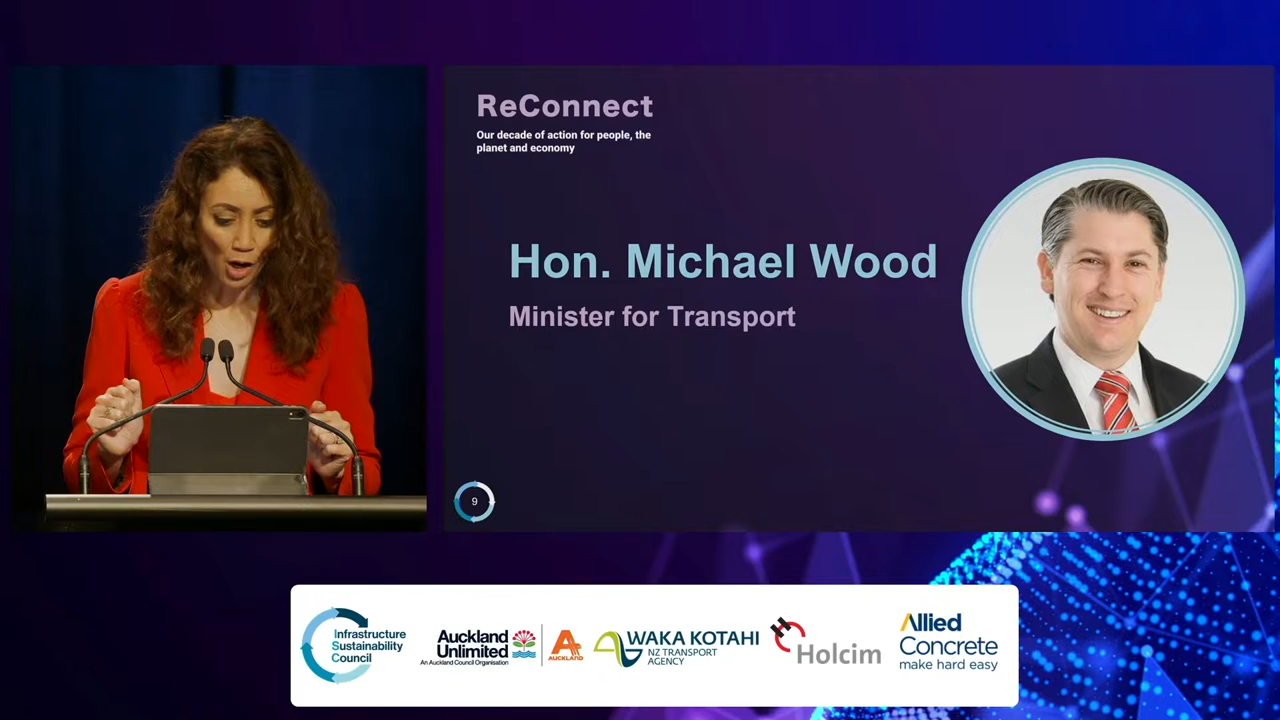 ReConnect
Our decade of action for people, the
planet and economy
Hon. Michael Wood
Minister for Transport
9
Infrastructure
Sustainability
Council
Auckland
Unlimited
An Auckland Council Organisation
AUCKLAND
WAKA KOTAHI
NZ TRANSPORT
AGENCY
Holcim
Allied
Concrete
make hard easy